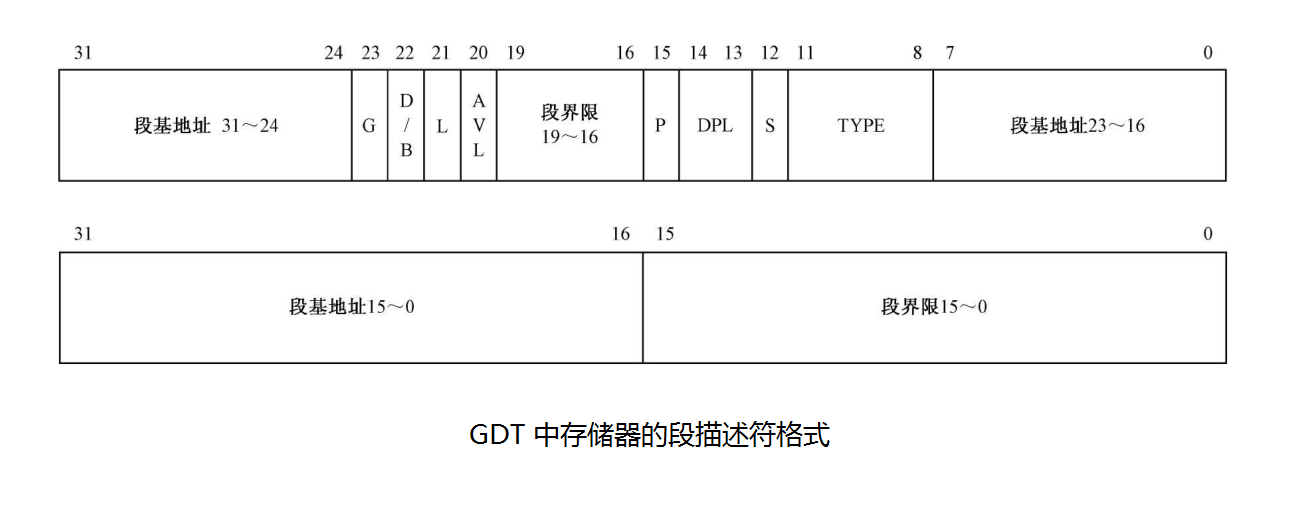 31 24 23 22 21 20 19 16 15 14 13 12 11 8 7 0
段基地址 31～24 G D/B L AVL 段界限 19～16 P DPL S TYPE 段基地址23～16
31 16 15 0
段基地址15～0 段界限15～0
GDT 中存储器的段描述符格式